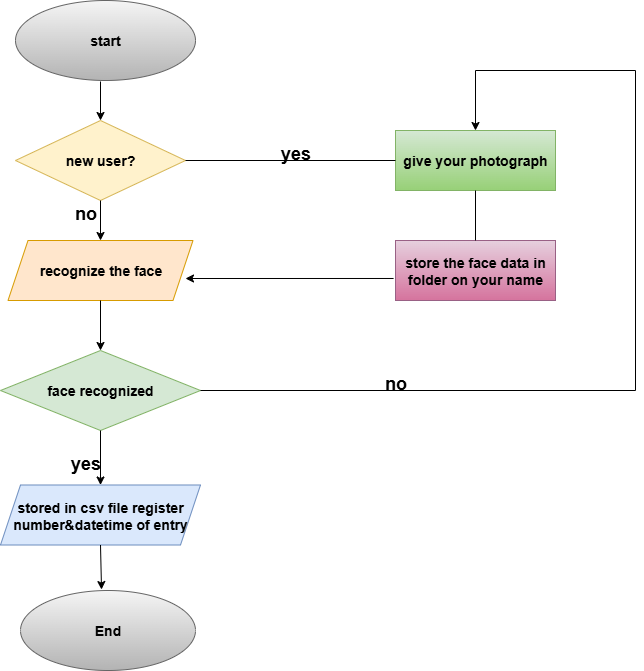 start
new user?
yes
give your photograph
no
recognize the face
store the face data in
folder on your name
face recognized
no
yes
stored in csv file register
number&datetime of entry
End